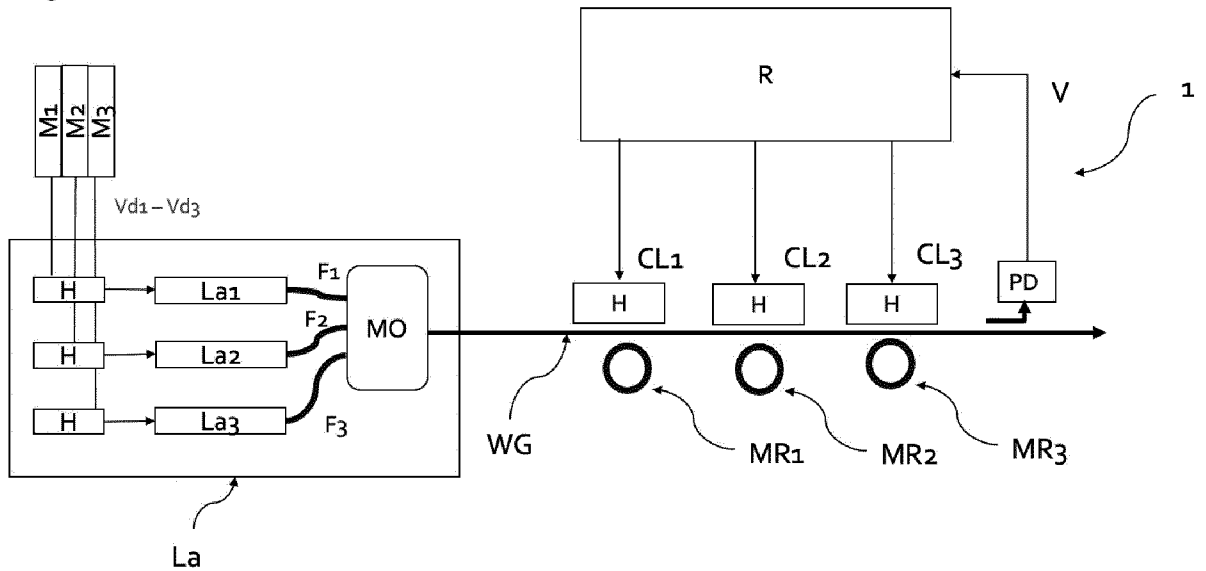 R
V
1
M1
M2
M3
Vd1 – Vd3
H
La1
F1
MO
H
La2
F2
H
La3
F3
CL1
CL2
CL3
H
H
H
PD
WG
MR1
MR2
MR3
La